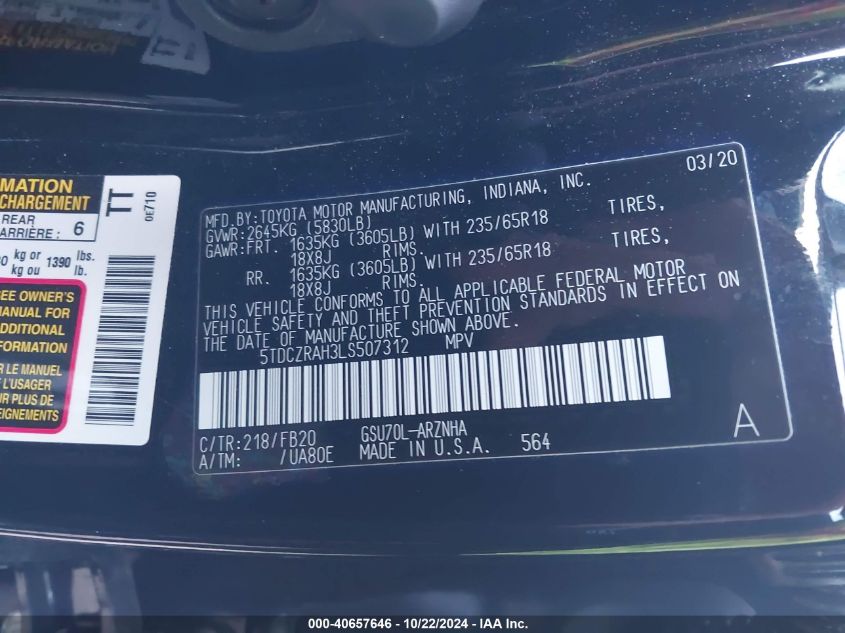 MATION
CHARGEMENT
REAR
ARRIÈRE : 6
kg or 1390 lbs.
kg ou lb.
SEE OWNER'S
MANUAL FOR
ADDITIONAL
FORMATION
R LE MANUEL
L'USAGER
UR PLUS DE
EIGNEMENTS
TT
0E710
03/20
MFD.BY:TOYOTA MOTOR MANUFACTURING, INDIANA, INC.
GVWR:2645KG (5830LB)
GAWR:FRT. 1635KG (3605LB) WITH 235/65R18 TIRES,
18X8J RIMS.
RR. 1635KG (3605LB) WITH 235/65R18 TIRES,
18X8J RIMS.
THIS VEHICLE CONFORMS TO ALL APPLICABLE FEDERAL MOTOR
VEHICLE SAFETY AND THEFT PREVENTION STANDARDS IN EFFECT ON
THE DATE OF MANUFACTURE SHOWN ABOVE.
5TDCZRAH3LS507312 MPV
C/TR:218/FB20 GSU70L-ARZNHA
A/TM: /UA80E MADE IN U.S.A. 564
A
000-40657646 - 10/22/2024 - IAA Inc.